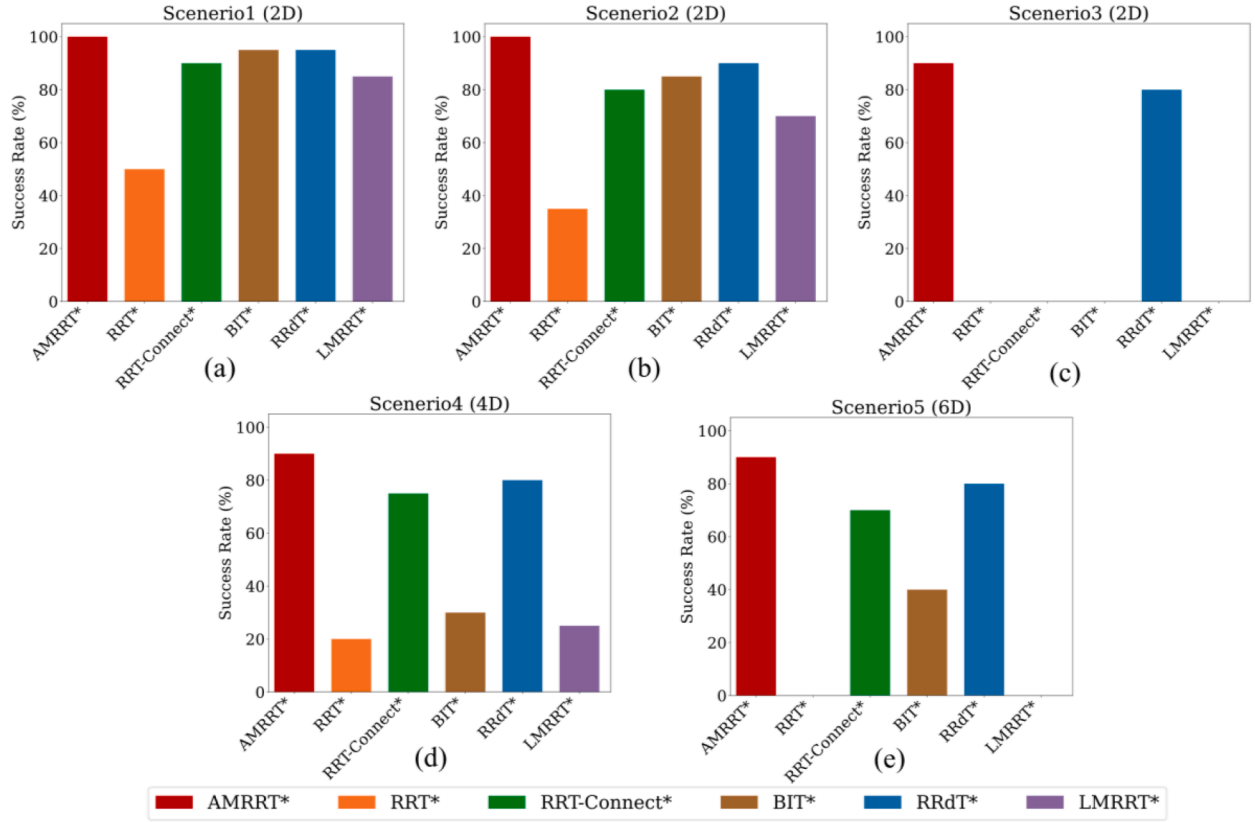 Scenerio1 (2D)
Success Rate (%)
100
80
60
40
20
0
AMRRT*
RRT*
RRT-Connect*
BIT*
RRdT*
LMRRT*
(a)
Scenerio2 (2D)
Success Rate (%)
100
80
60
40
20
0
AMRRT*
RRT*
RRT-Connect*
BIT*
RRdT*
LMRRT*
(b)
Scenerio3 (2D)
Success Rate (%)
100
80
60
40
20
0
AMRRT*
RRT*
RRT-Connect*
BIT*
RRdT*
LMRRT*
(c)
Scenerio4 (4D)
Success Rate (%)
100
80
60
40
20
0
AMRRT*
RRT*
RRT-Connect*
BIT*
RRdT*
LMRRT*
(d)
Scenerio5 (6D)
Success Rate (%)
100
80
60
40
20
0
AMRRT*
RRT*
RRT-Connect*
BIT*
RRdT*
LMRRT*
(e)
AMRRT* RRT* RRT-Connect* BIT* RRdT* LMRRT*